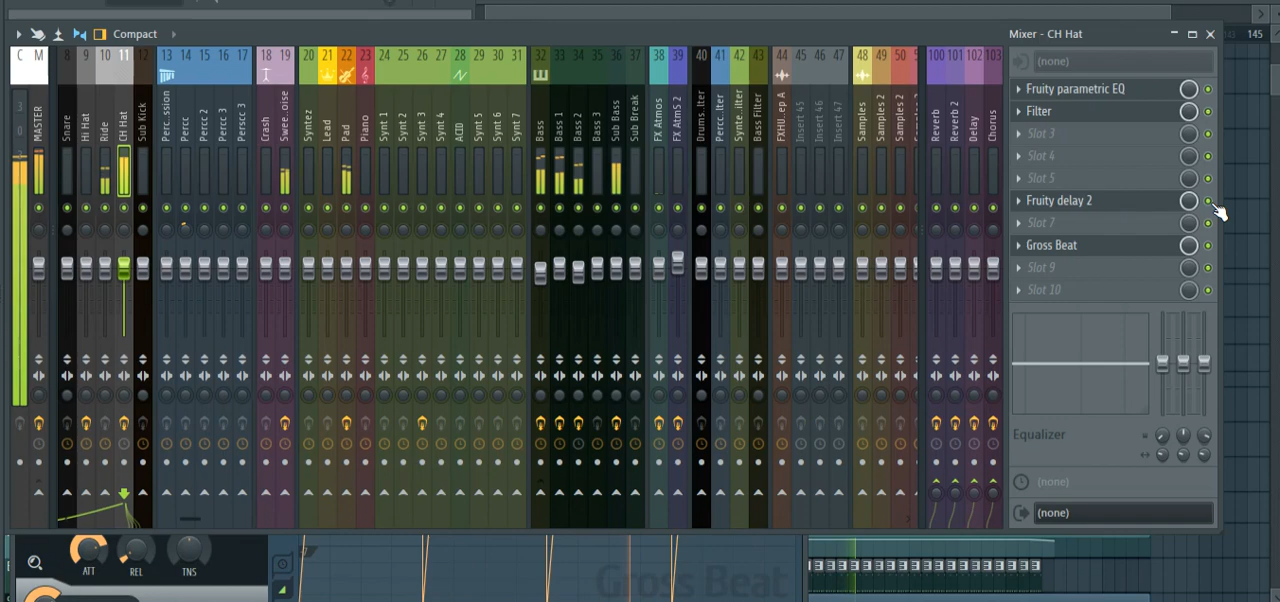 Compact
Mixer - CH Hat
143
145
C M 8 9 10 11 12 13 14 15 16 17 18 19 20 21 22 23 24 25 26 27 28 29 30 31 32 33 34 35 36 37 38 39 40 41 42 43 44 45 46 47 48 49 50 51 100 101 102 103
MASTER
Snare
Hi Hat
Ride
CH Hat
Sub Kick
Perc..ssion
Percc
Percc 2
Percc 3
Perscc 3
Crash
Swee..oise
Syntez
Lead
Pad
Piano
Synt 1
Synt 2
Synt 3
Synt 4
ACID
Synt 5
Synt 6
Synt 7
Bass
Bass 1
Bass 2
Bass 3
Sub Bass
Sub Break
FX Atmos
FX AtmS 2
Drums..lter
Percc..lter
Synte..ilter
Bass Filter
FXHU..ep A
Insert 45
Insert 46
Insert 47
Samples
Samples 2
Samples 2
Reverb
Reverb 2
Delay
Chorus
(none)
Fruity parametric EQ
Filter
Slot 3
Slot 4
Slot 5
Fruity delay 2
Slot 7
Gross Beat
Slot 9
Slot 10
Equalizer
(none)
(none)
ATT
REL
TNS
Gross Beat